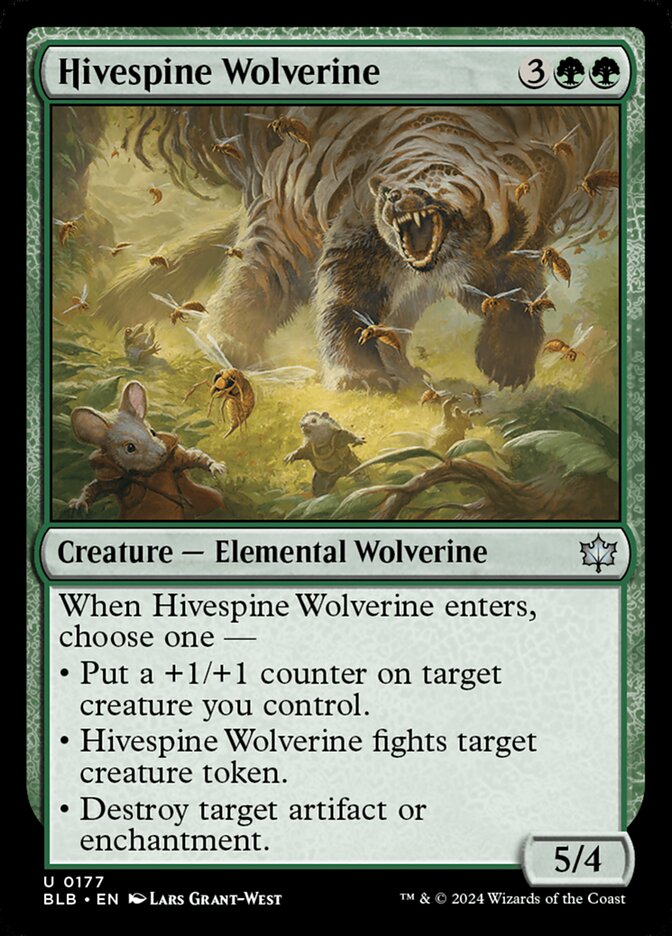 Hivespine Wolverine 3
Creature — Elemental Wolverine
When Hivespine Wolverine enters,
choose one —
• Put a +1/+1 counter on target
creature you control.
• Hivespine Wolverine fights target
creature token.
• Destroy target artifact or
enchantment.
5/4
U 0177
BLB • EN Lars Grant-West
™ & © 2024 Wizards of the Coast